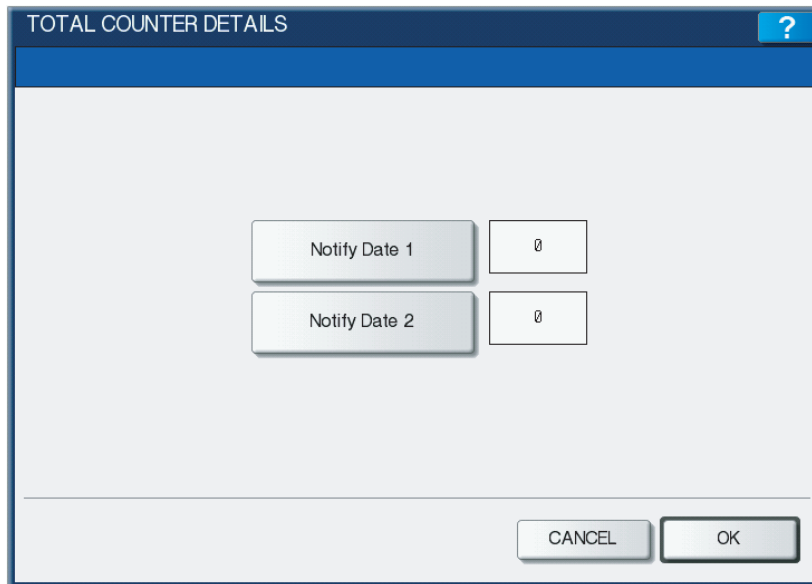 TOTAL COUNTER DETAILS
?
Notify Date 1
0
Notify Date 2
0
CANCEL
OK